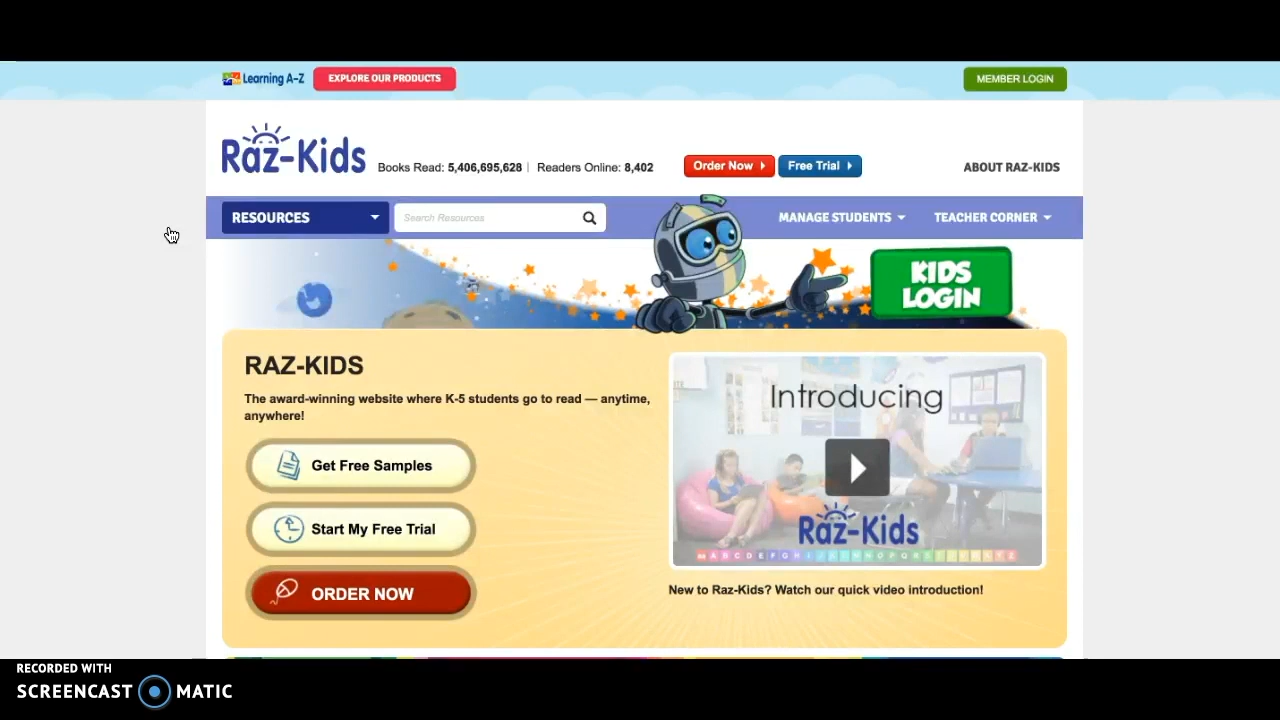 Learning A-Z
EXPLORE OUR PRODUCTS
MEMBER LOGIN
Raz-Kids
Books Read: 5,406,695,628 | Readers Online: 8,402
Order Now
Free Trial
ABOUT RAZ-KIDS
RESOURCES
Search Resources
MANAGE STUDENTS
TEACHER CORNER
KIDS
LOGIN
RAZ-KIDS
The award-winning website where K-5 students go to read — anytime,
anywhere!
Get Free Samples
Start My Free Trial
ORDER NOW
Introducing
Raz-Kids
A B C D E F G H I J K L M N O P Q R S T U V W X Y Z
New to Raz-Kids? Watch our quick video introduction!
RECORDED WITH
SCREENCAST MATIC